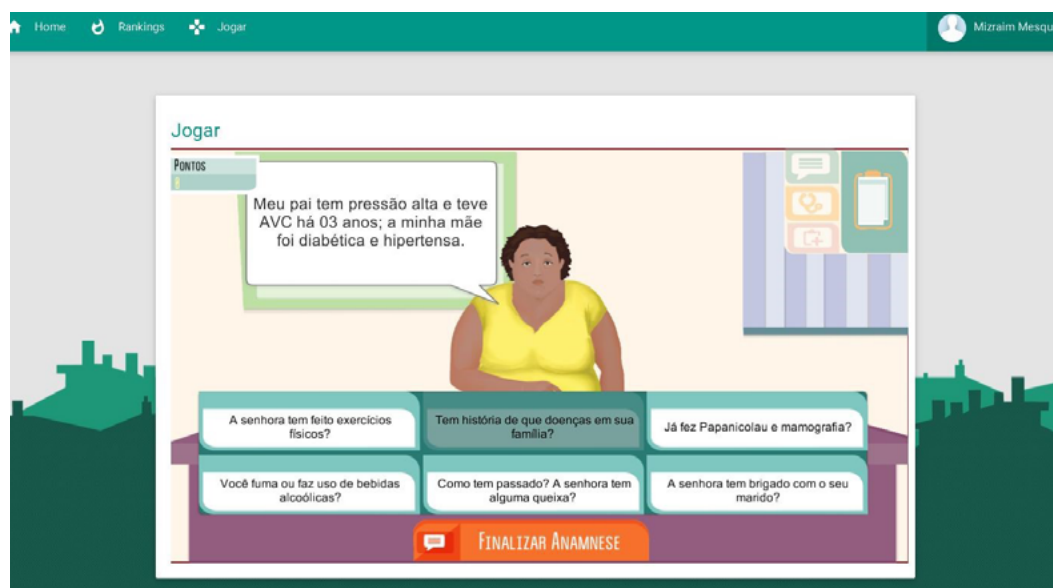 Home Rankings Jogar Mizraim Mesqu
Jogar
PONTOS
Meu pai tem pressão alta e teve
AVC há 03 anos; a minha mãe
foi diabética e hipertensa.
A senhora tem feito exercícios
físicos?
Tem história de que doenças em sua
família?
Já fez Papanicolau e mamografia?
Você fuma ou faz uso de bebidas
alcoólicas?
Como tem passado? A senhora tem
alguma queixa?
A senhora tem brigado com o seu
marido?
FINALIZAR ANAMNESE